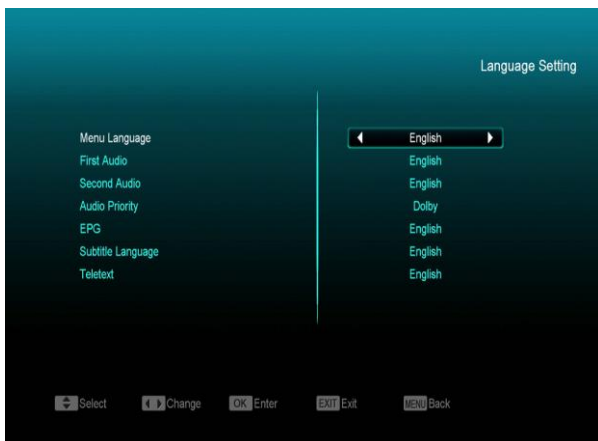 Language Setting
Menu Language English
First Audio English
Second Audio English
Audio Priority Dolby
EPG English
Subtitle Language English
Teletext English
Select Change OK Enter EXIT Exit MENU Back